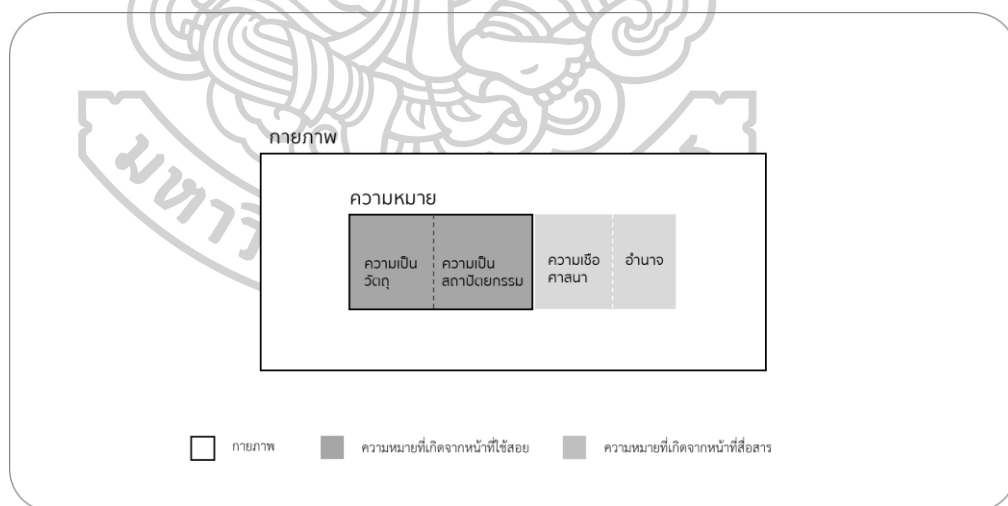 กายภาพ
ความหมาย
ความเป็น
วัตถุ
ความเป็น
สถาปัตยกรรม
ความเชื่อ
ศาสนา
อำนาจ
กายภาพ
ความหมายที่เกิดจากหน้าที่ใช้สอย
ความหมายที่เกิดจากหน้าที่สื่อสาร